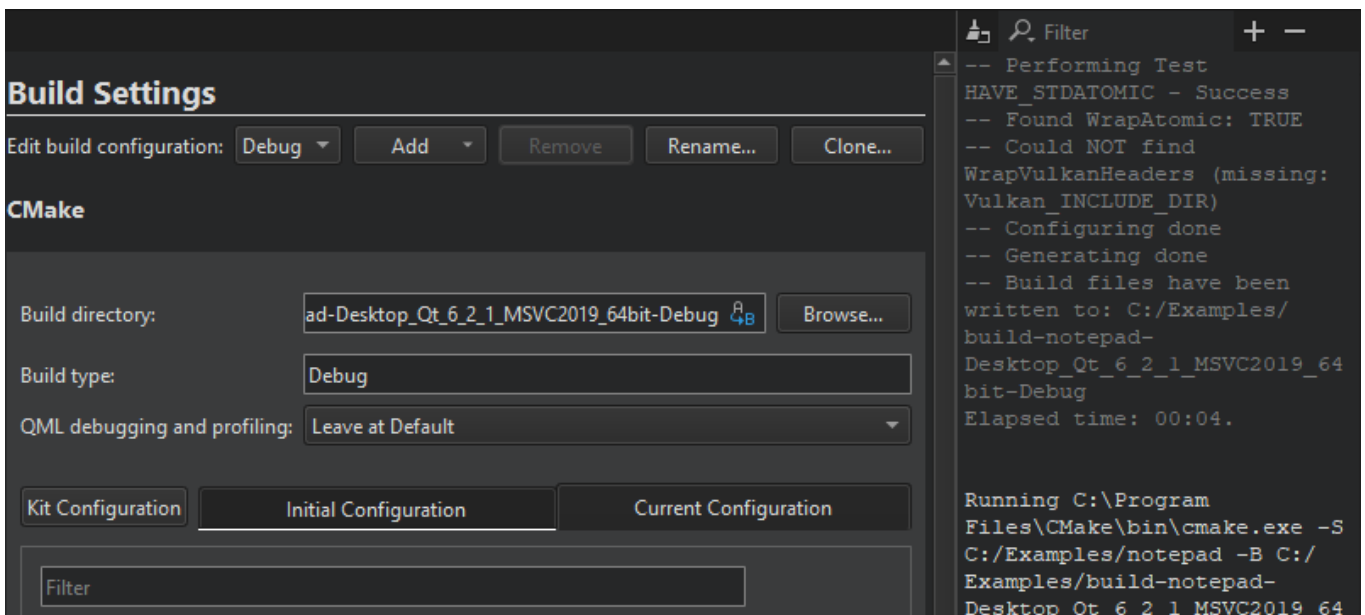 Build Settings
Edit build configuration: Debug Add Remove Rename... Clone...
CMake
Build directory: ad-Desktop_Qt_6_2_1_MSVC2019_64bit-Debug Browse...
Build type: Debug
QML debugging and profiling: Leave at Default
Kit Configuration Initial Configuration Current Configuration
Filter
Filter
-- Performing Test
HAVE_STDATOMIC - Success
-- Found WrapAtomic: TRUE
-- Could NOT find
WrapVulkanHeaders (missing:
Vulkan_INCLUDE_DIR)
-- Configuring done
-- Generating done
-- Build files have been
written to: C:/Examples/
build-notepad-
Desktop_Qt_6_2_1_MSVC2019_64
bit-Debug
Elapsed time: 00:04.
Running C:\Program
Files\CMake\bin\cmake.exe -S
C:/Examples/notepad -B C:/
Examples/build-notepad-
Desktop_Qt_6_2_1_MSVC2019_64